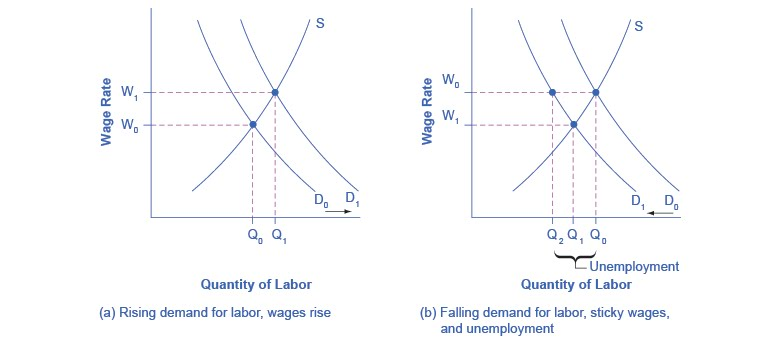 S
W1
W0
Wage Rate
D0 D1
Q0 Q1
Quantity of Labor
(a) Rising demand for labor, wages rise
S
W0
W1
Wage Rate
D1 D0
Q2 Q1 Q0
Unemployment
Quantity of Labor
(b) Falling demand for labor, sticky wages,
and unemployment